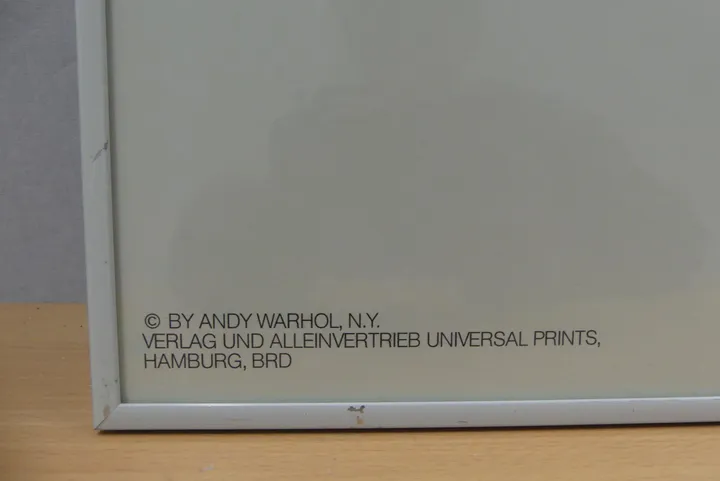 © BY ANDY WARHOL, N.Y.
VERLAG UND ALLEINVERTRIEB UNIVERSAL PRINTS,
HAMBURG, BRD